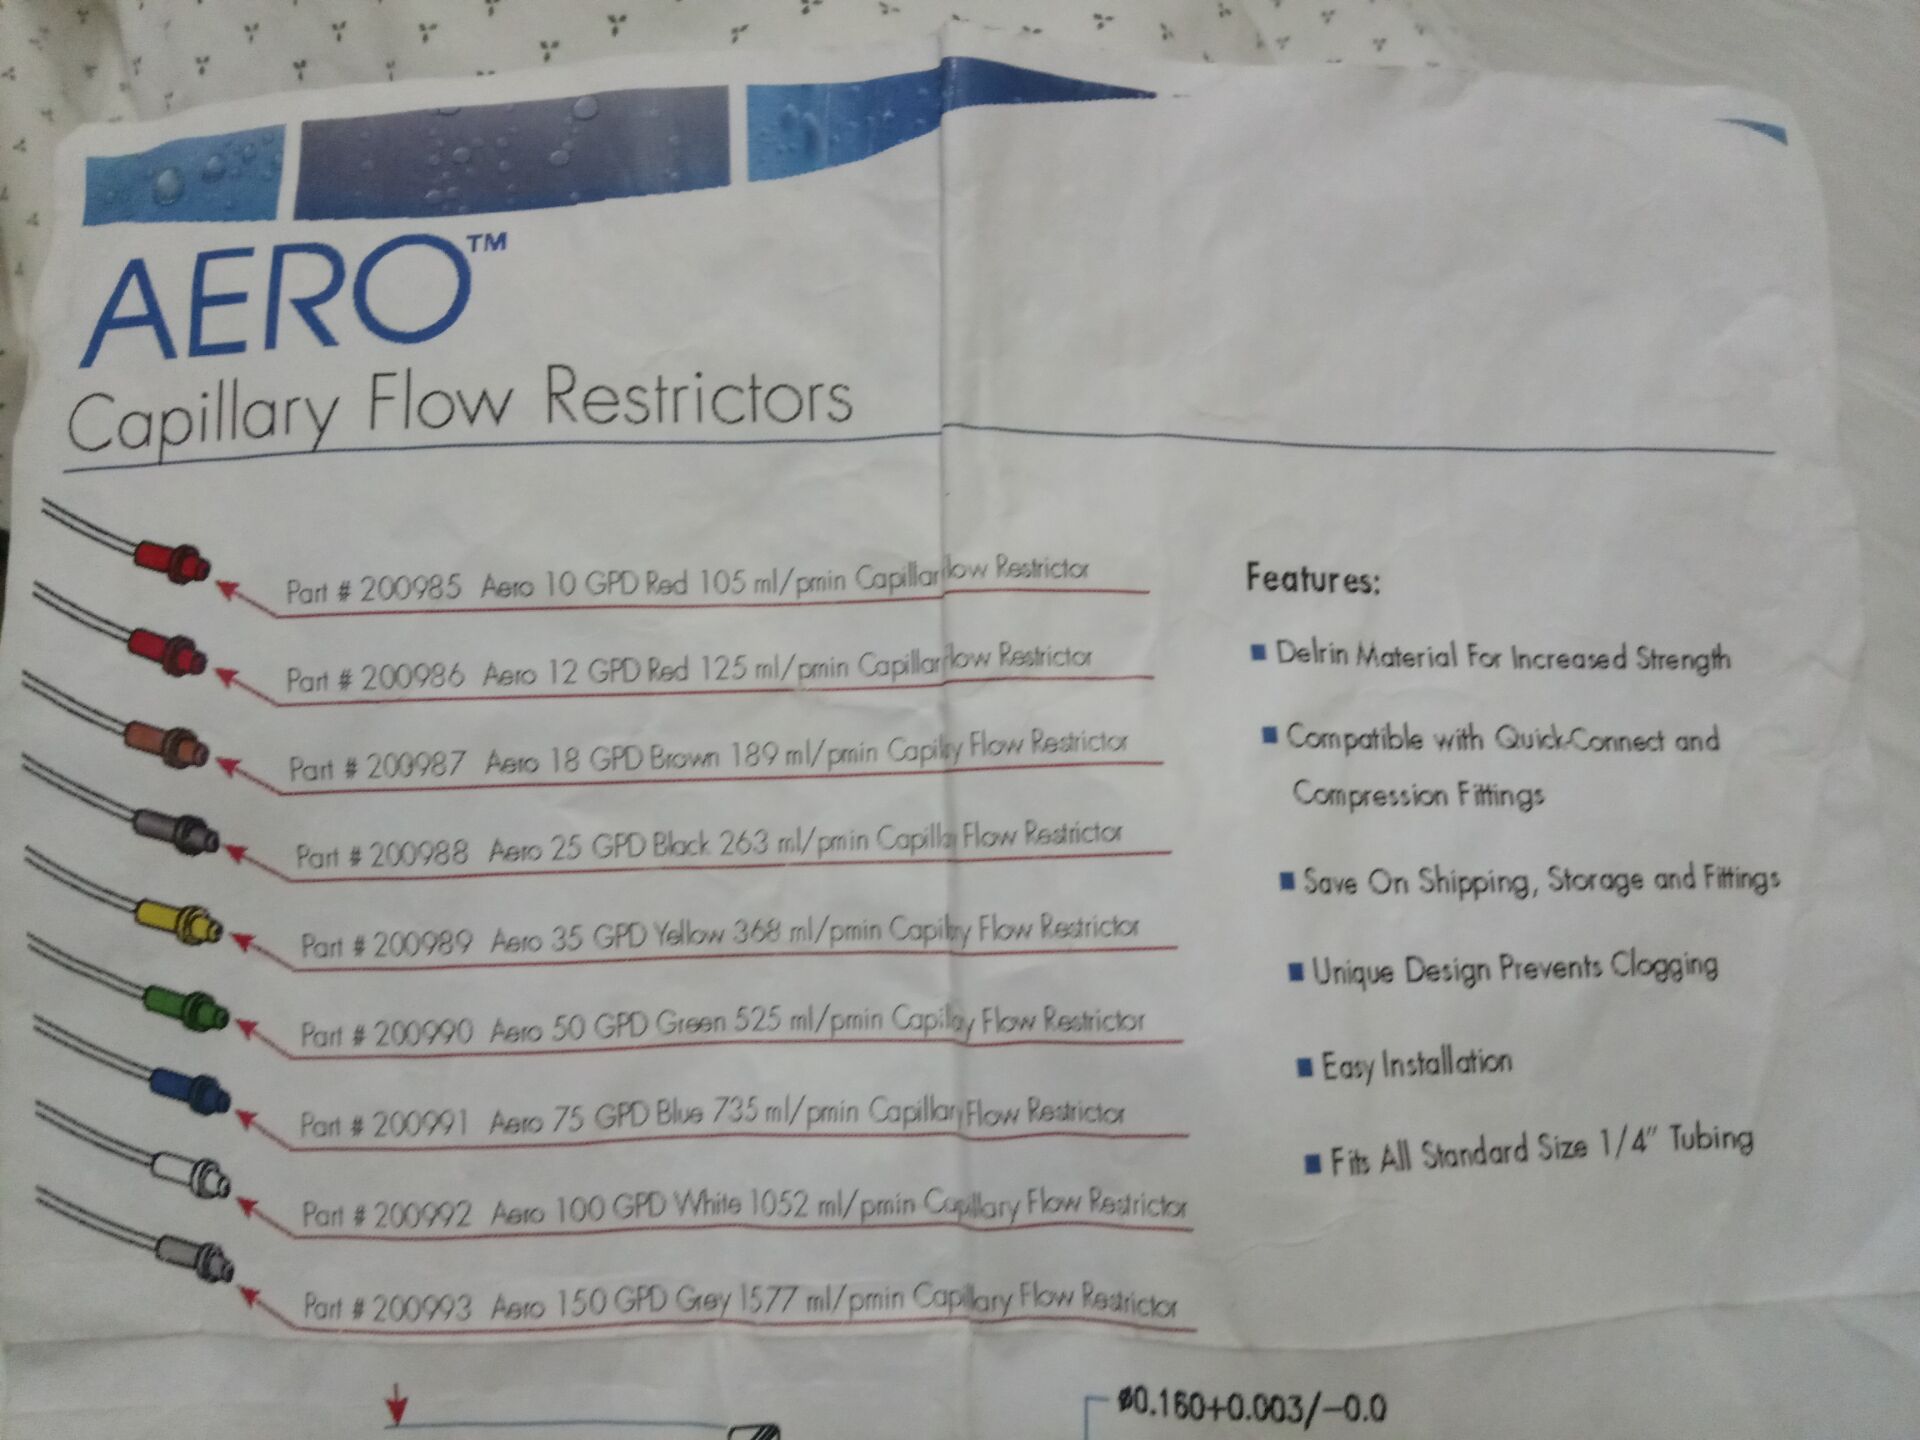 AERO™
Capillary Flow Restrictors
Part # 200985 Aero 10 GPD Red 105 ml/pmin Capillar low Restrictor
Part # 200986 Aero 12 GPD Red 125 ml/pmin Capillar low Restrictor
Part # 200987 Aero 18 GPD Brown 189 ml/pmin Capilly Flow Restrictor
Part # 200988 Aero 25 GPD Black 263 ml/pmin Capilla Flow Restrictor
Part # 200989 Aero 35 GPD Yellow 368 ml/pmin Capillry Flow Restrictor
Part # 200990 Aero 50 GPD Green 525 ml/pmin Capillay Flow Restrictor
Part # 200991 Aero 75 GPD Blue 735 ml/pmin Capillary Flow Restrictor
Part # 200992 Aero 100 GPD White 1052 ml/pmin Capillary Flow Restrictor
Part # 200993 Aero 150 GPD Grey 1577 ml/pmin Capillary Flow Restrictor
Features:
Delrin Material For Increased Strength
Compatible with Quick-Connect and
Compression Fittings
Save On Shipping, Storage and Fittings
Unique Design Prevents Clogging
Easy Installation
Fits All Standard Size 1/4" Tubing
ø0.160+0.003/-0.0